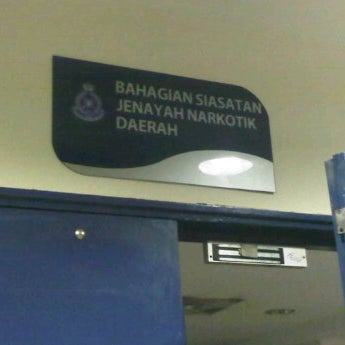 BAHAGIAN SIASATAN
JENAYAH NARKOTIK
DAERAH